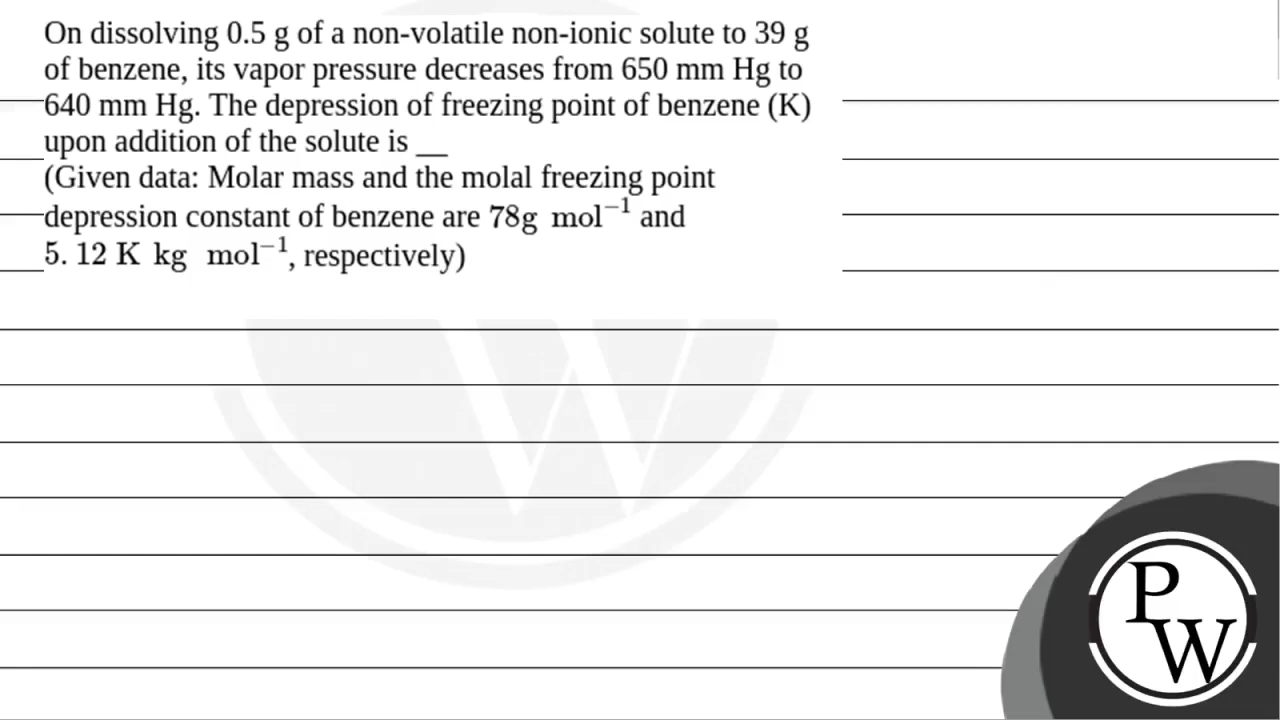 On dissolving 0.5 g of a non-volatile non-ionic solute to 39 g
of benzene, its vapor pressure decreases from 650 mm Hg to
640 mm Hg. The depression of freezing point of benzene (K)
upon addition of the solute is __
(Given data: Molar mass and the molal freezing point
depression constant of benzene are 78g mol⁻¹ and
5. 12 K kg mol⁻¹, respectively)
P
W